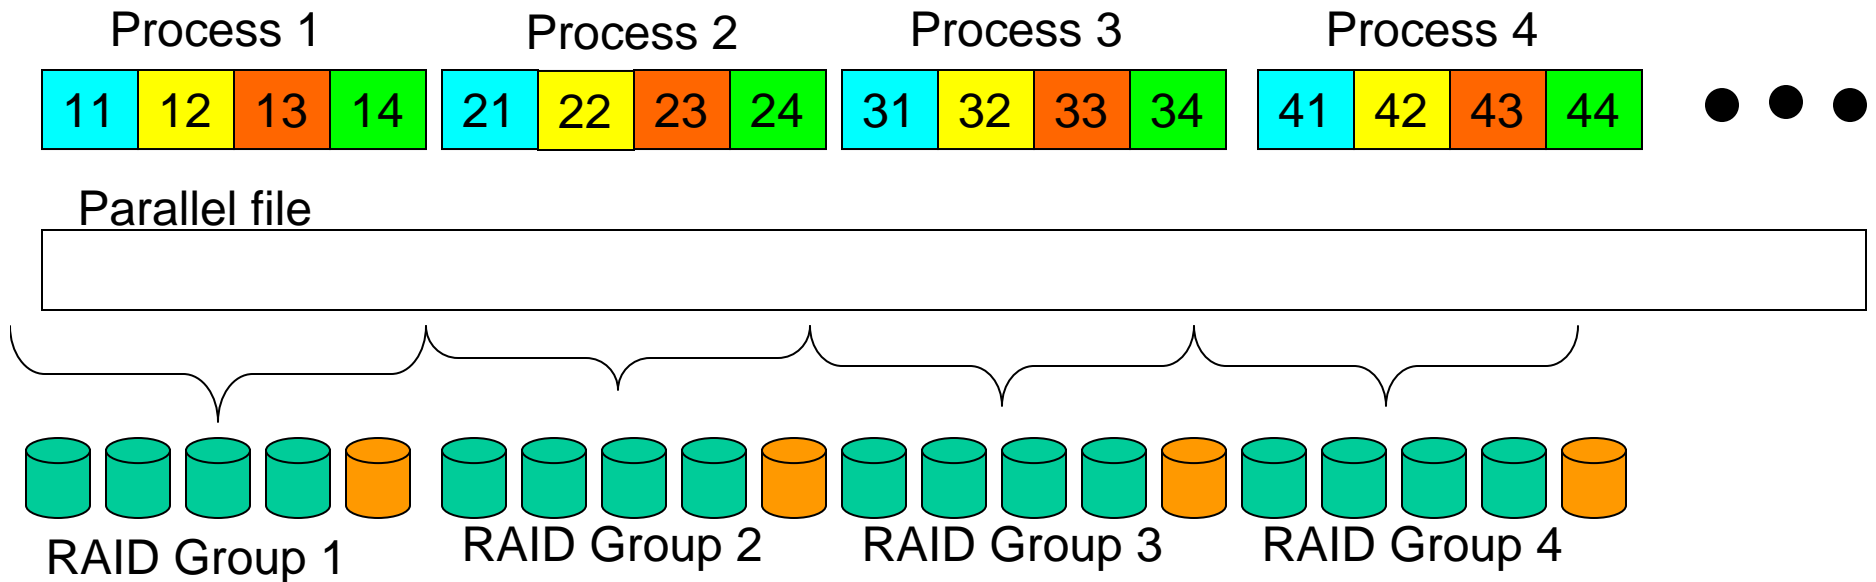 Process 1 Process 2 Process 3 Process 4
11 12 13 14 21 22 23 24 31 32 33 34 41 42 43 44
Parallel file
RAID Group 1 RAID Group 2 RAID Group 3 RAID Group 4